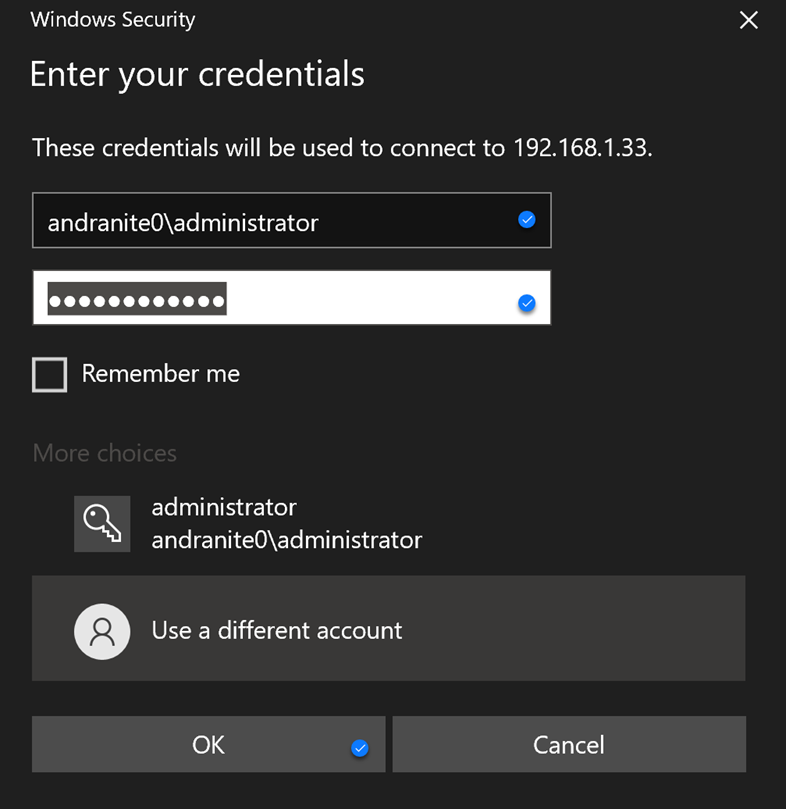 Windows Security
Enter your credentials
These credentials will be used to connect to 192.168.1.33.
andranite0\administrator
●●●●●●●●●●●●
Remember me
More choices
administrator
andranite0\administrator
Use a different account
OK
Cancel